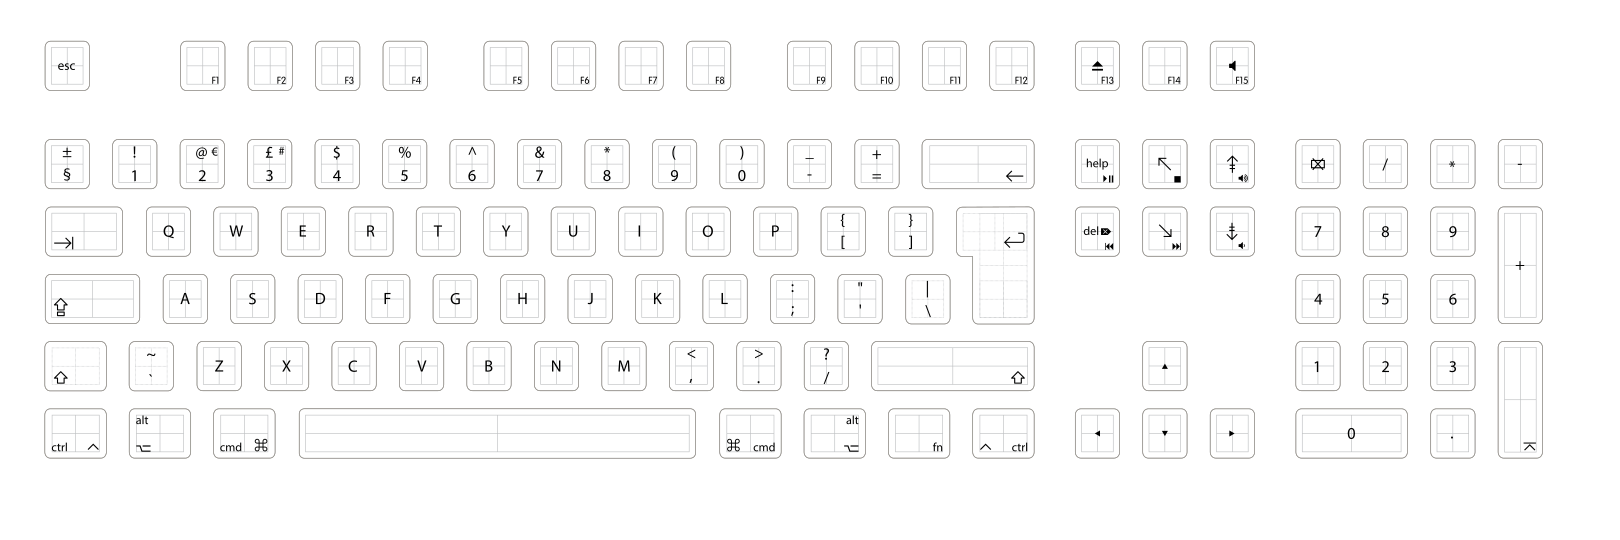 esc F1 F2 F3 F4 F5 F6 F7 F8 F9 F10 F11 F12 ⏏ F13 F14 F15
± ! @ € £ # $ % ^ & * ( ) _ +
§ 1 2 3 4 5 6 7 8 9 0 - = ← help ↖ ⇞ / * -
⇥ Q W E R T Y U I O P { [ } ] ↩ del ⌦ ↘ ⇟ 7 8 9 +
⇪ A S D F G H J K L : ; " ' | \ 4 5 6
⇧ ~ ` Z X C V B N M < , > . ? / ⇧ ▲ 1 2 3
ctrl ^ alt ⌥ cmd ⌘ ⌘ cmd alt ⌥ fn ^ ctrl ◀ ▼ ▶ 0 . ⌤